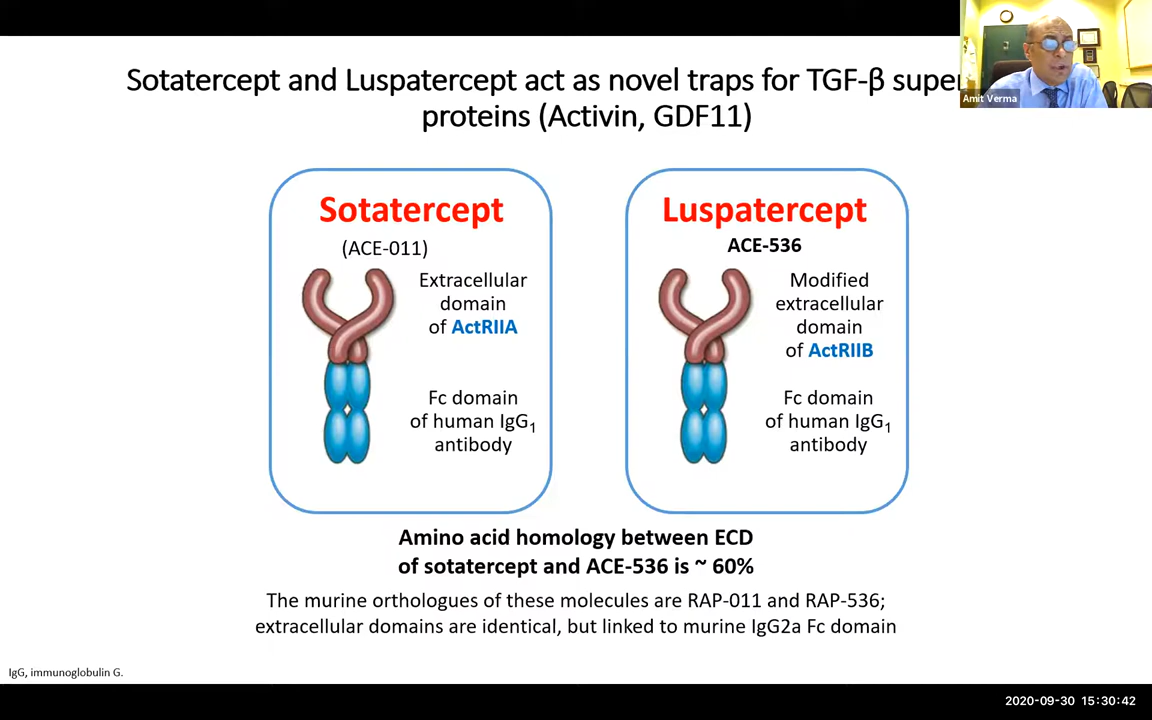 Sotatercept and Luspatercept act as novel traps for TGF-β super
proteins (Activin, GDF11)
Amit Verma
Sotatercept
(ACE-011)
Extracellular
domain
of ActRIIA
Fc domain
of human IgG1
antibody
Luspatercept
ACE-536
Modified
extracellular
domain
of ActRIIB
Fc domain
of human IgG1
antibody
Amino acid homology between ECD
of sotatercept and ACE-536 is ~ 60%
The murine orthologues of these molecules are RAP-011 and RAP-536;
extracellular domains are identical, but linked to murine IgG2a Fc domain
IgG, immunoglobulin G.
2020-09-30 15:30:42